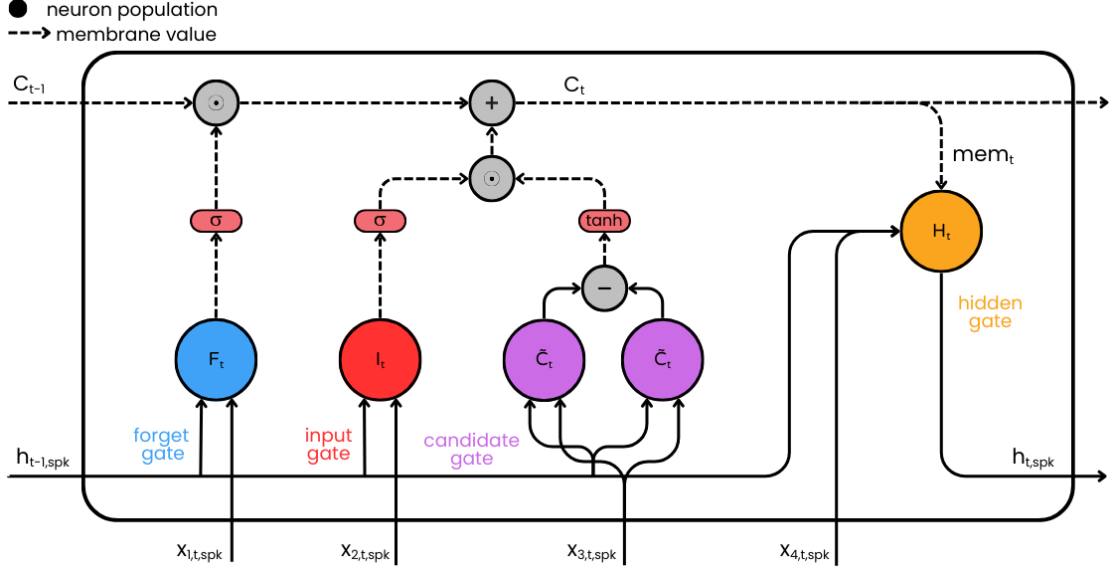 neuron population
membrane value
Cₜ₋₁
⊙
+
Cₜ
⊙
memₜ
σ
σ
tanh
Hₜ
−
hidden
gate
Fₜ
Iₜ
C̃ₜ
C̃ₜ
forget
gate
input
gate
candidate
gate
hₜ₋₁,spk
hₜ,spk
x₁,t,spk
x₂,t,spk
x₃,t,spk
x₄,t,spk